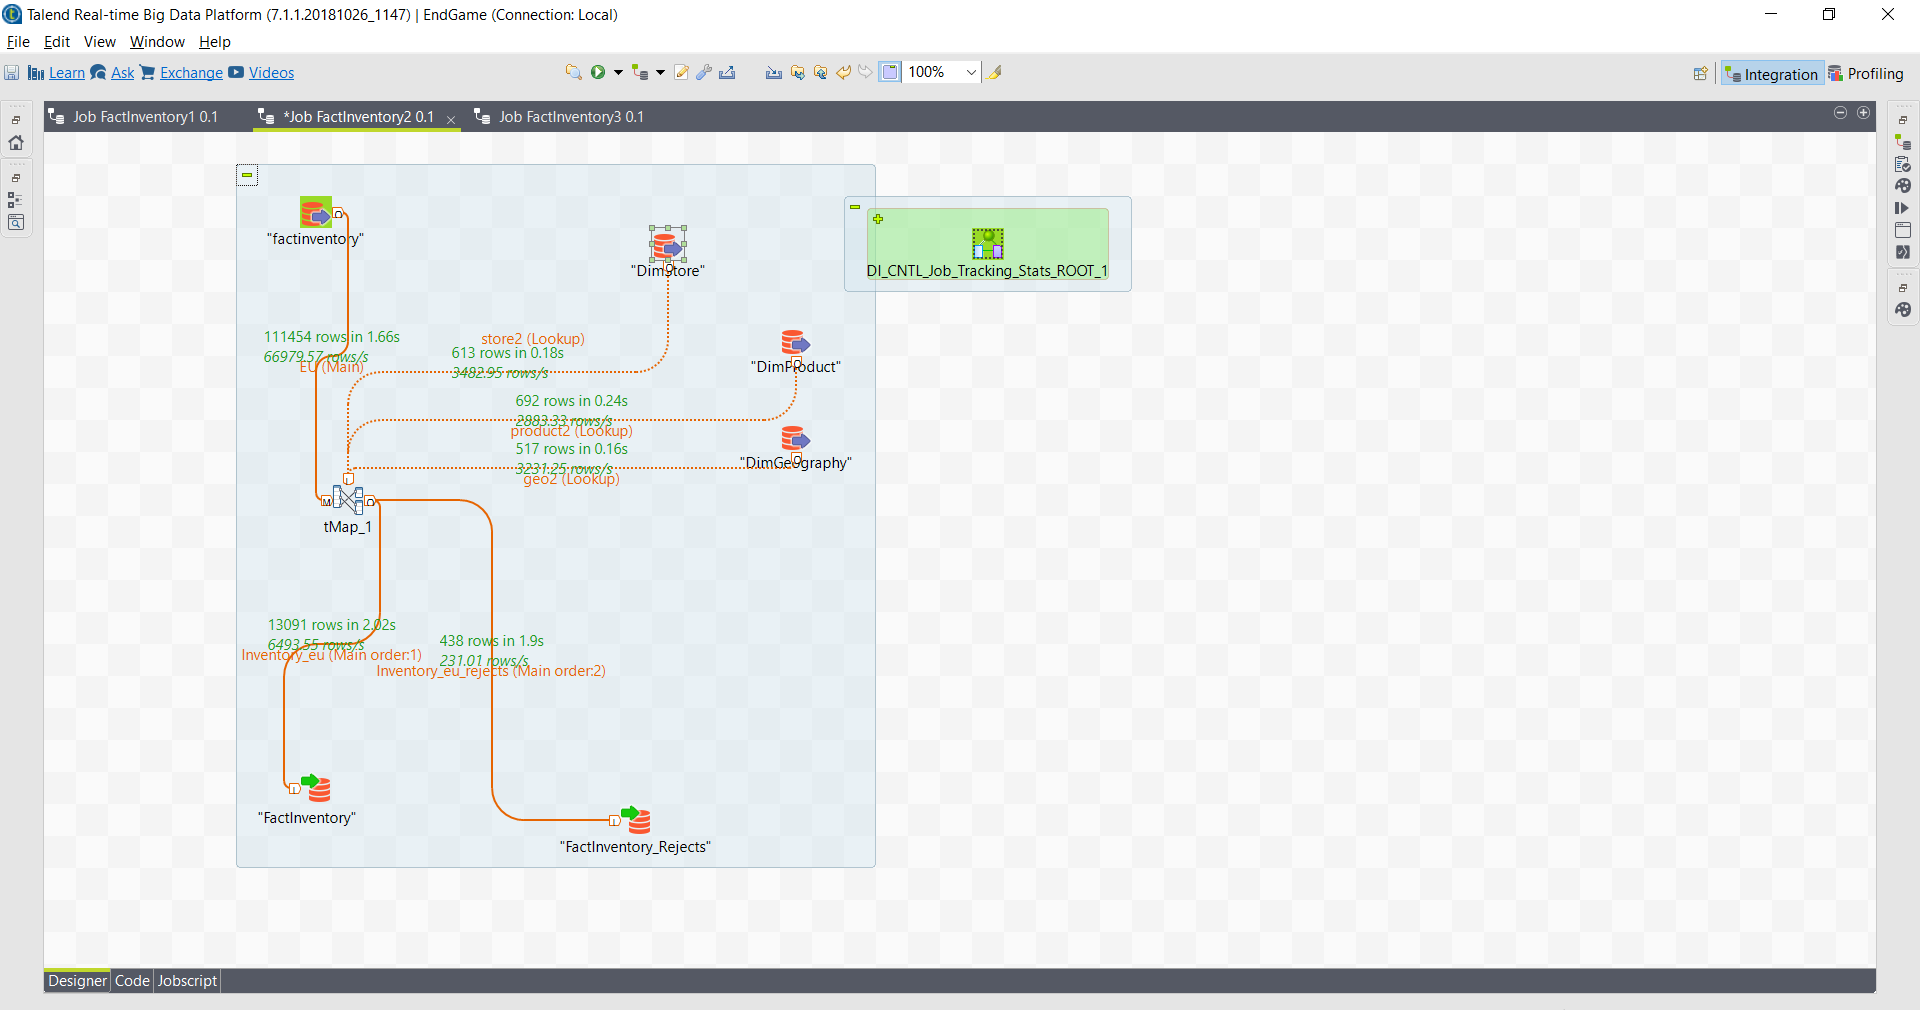 Talend Real-time Big Data Platform (7.1.1.20181026_1147) | EndGame (Connection: Local)
File Edit View Window Help
Learn Ask Exchange Videos
100%
Integration Profiling
Job FactInventory1 0.1
*Job FactInventory2 0.1
Job FactInventory3 0.1
"factinventory"
"DimStore"
DI_CNTL_Job_Tracking_Stats_ROOT_1
111454 rows in 1.66s
66979.57 rows/s
EU (Main)
store2 (Lookup)
613 rows in 0.18s
3482.95 rows/s
"DimProduct"
692 rows in 0.24s
2883.33 rows/s
product2 (Lookup)
517 rows in 0.16s
3231.25 rows/s
geo2 (Lookup)
"DimGeography"
tMap_1
13091 rows in 2.02s
6493.55 rows/s
Inventory_eu (Main order:1)
438 rows in 1.9s
231.01 rows/s
Inventory_eu_rejects (Main order:2)
"FactInventory"
"FactInventory_Rejects"
Designer Code Jobscript